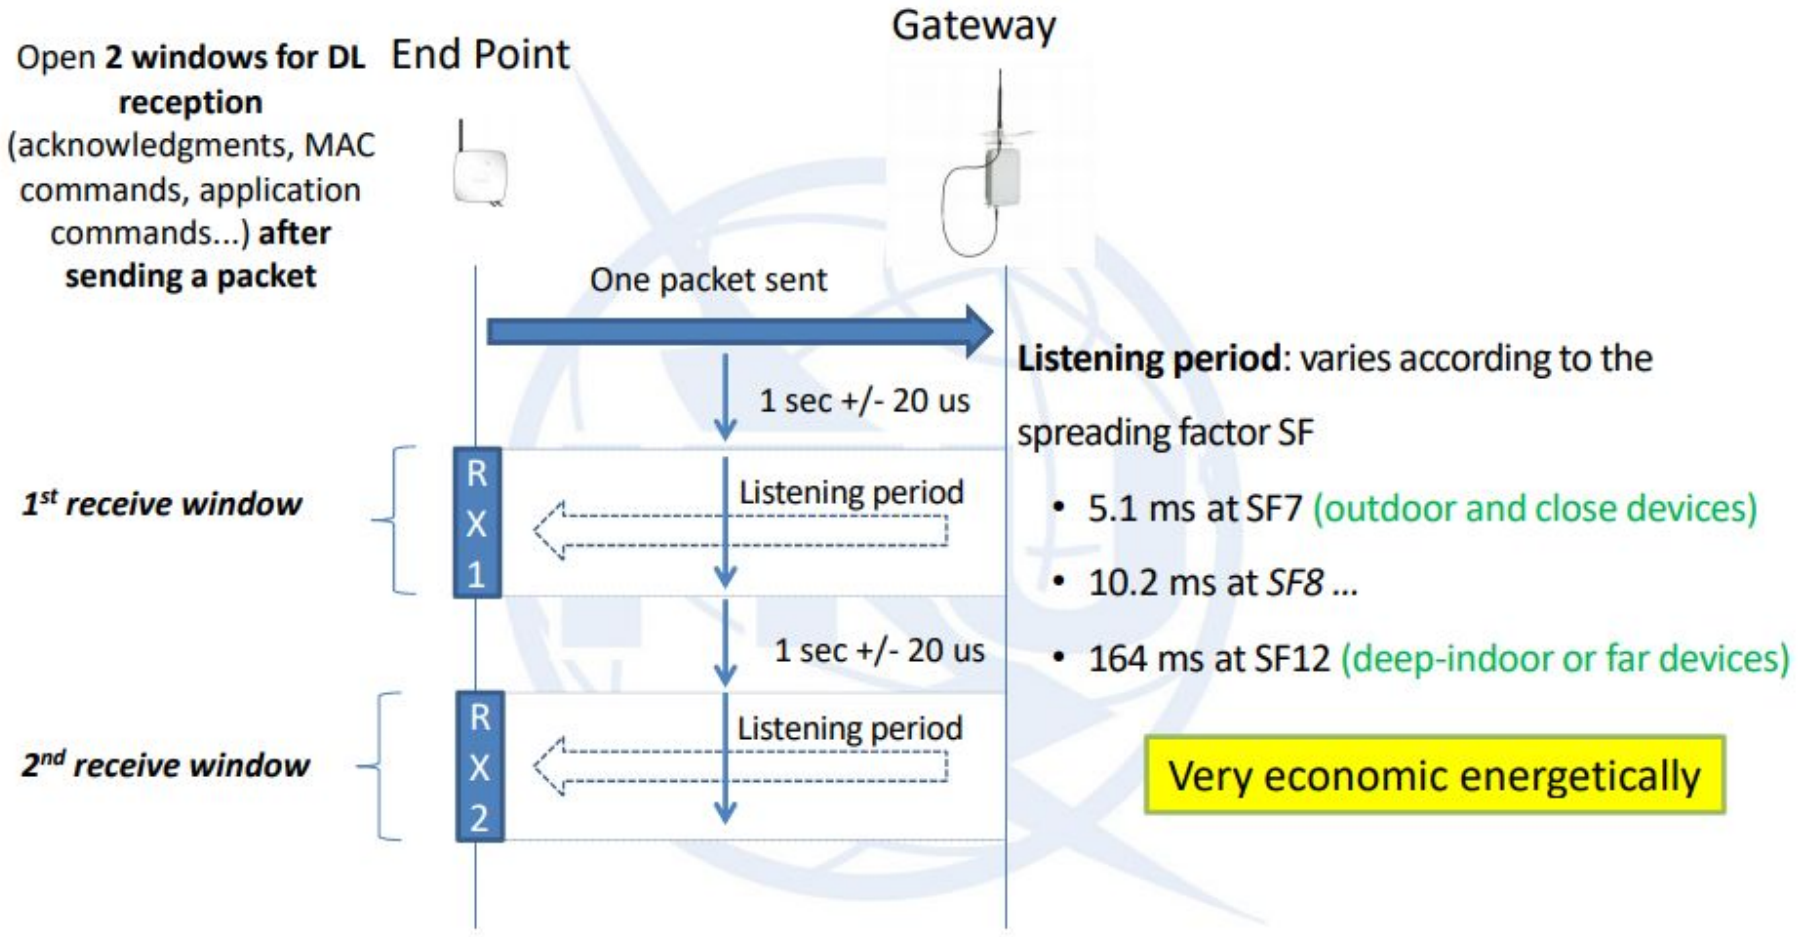 Open 2 windows for DL
reception
(acknowledgments, MAC
commands, application
commands...) after
sending a packet
End Point
Gateway
One packet sent
1 sec +/- 20 us
1st receive window
R
X
1
Listening period
1 sec +/- 20 us
2nd receive window
R
X
2
Listening period
Listening period: varies according to the
spreading factor SF
• 5.1 ms at SF7 (outdoor and close devices)
• 10.2 ms at SF8 ...
• 164 ms at SF12 (deep-indoor or far devices)
Very economic energetically